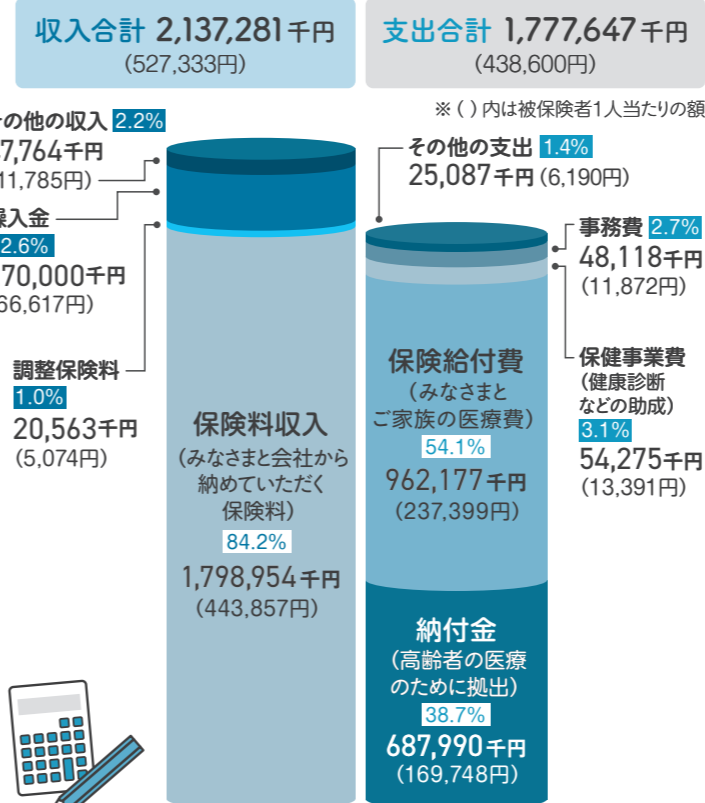 収入合計 2,137,281千円
(527,333円)
支出合計 1,777,647千円
(438,600円)
※( )内は被保険者1人当たりの額
の他の収入 2.2%
7,764千円
11,785円)
繰入金
2.6%
70,000千円
66,617円)
調整保険料
1.0%
20,563千円
(5,074円)
保険料収入
(みなさまと会社から
納めていただく
保険料)
84.2%
1,798,954千円
(443,857円)
その他の支出 1.4%
25,087千円(6,190円)
事務費 2.7%
48,118千円
(11,872円)
保健事業費
(健康診断
などの助成)
3.1%
54,275千円
(13,391円)
保険給付費
(みなさまと
ご家族の医療費)
54.1%
962,177千円
(237,399円)
納付金
(高齢者の医療
のために拠出)
38.7%
687,990千円
(169,748円)